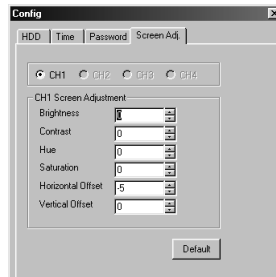 Config
HDD Time Password Screen Adj.
CH1 CH2 CH3 CH4
CH1 Screen Adjustment
Brightness 0
Contrast 0
Hue 0
Saturation 0
Horizontal Offset -5
Vertical Offset 0
Default